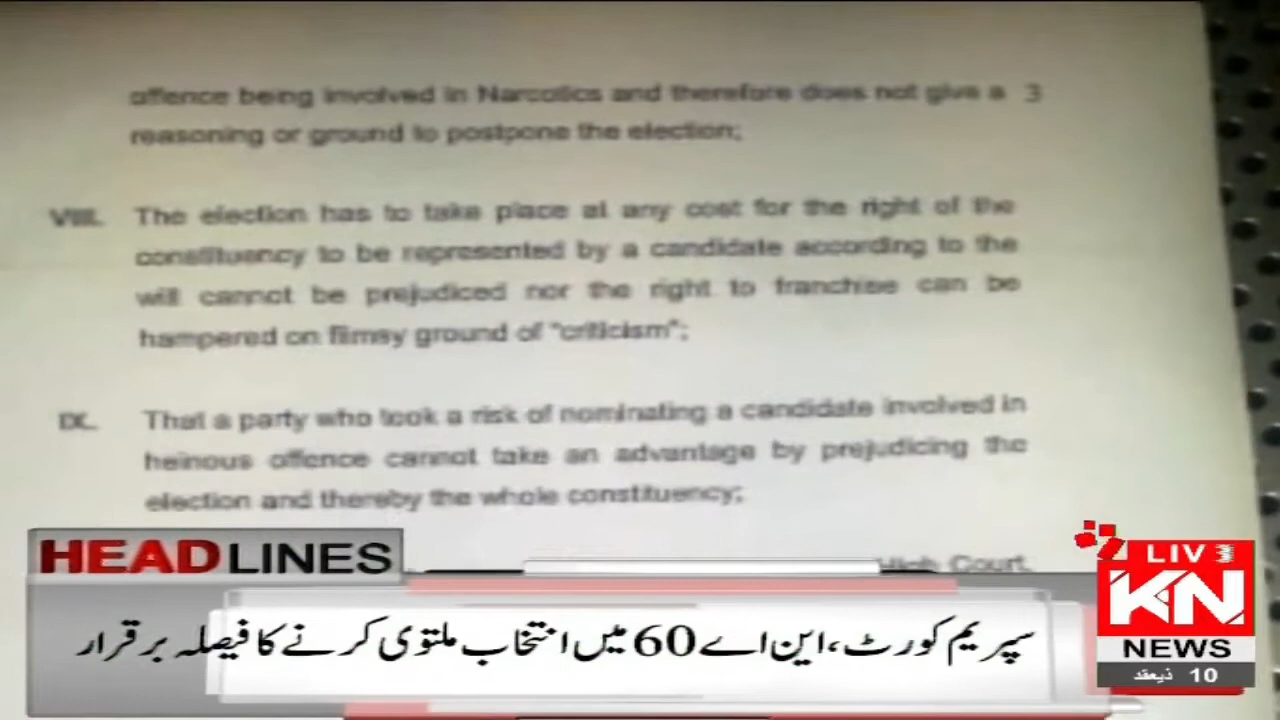 offence being involved in Narcotics and therefore does not give a 3
reasoning or ground to postpone the election;
VIII. The election has to take place at any cost for the right of the
constituency to be represented by a candidate according to the
will cannot be prejudiced nor the right to franchise can be
hampered on flimsy ground of "criticism";
IX. That a party who took a risk of nominating a candidate involved in
heinous offence cannot take an advantage by prejudicing the
election and thereby the whole constituency;
High Court,
HEADLINES
سپریم کورٹ، این اے 60 میں انتخاب ملتوی کرنے کا فیصلہ برقرار
LIVE
KN
NEWS
10 ذیعقد